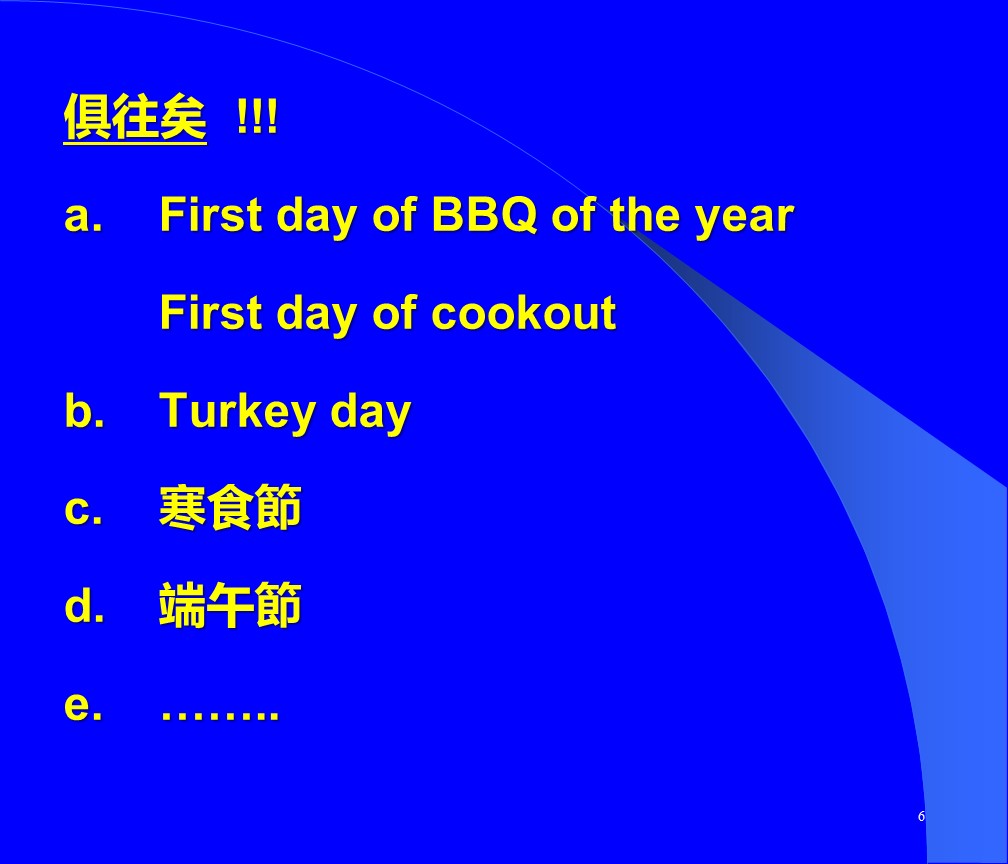 俱往矣 !!!
a. First day of BBQ of the year
First day of cookout
b. Turkey day
c. 寒食節
d. 端午節
e. ……..
6